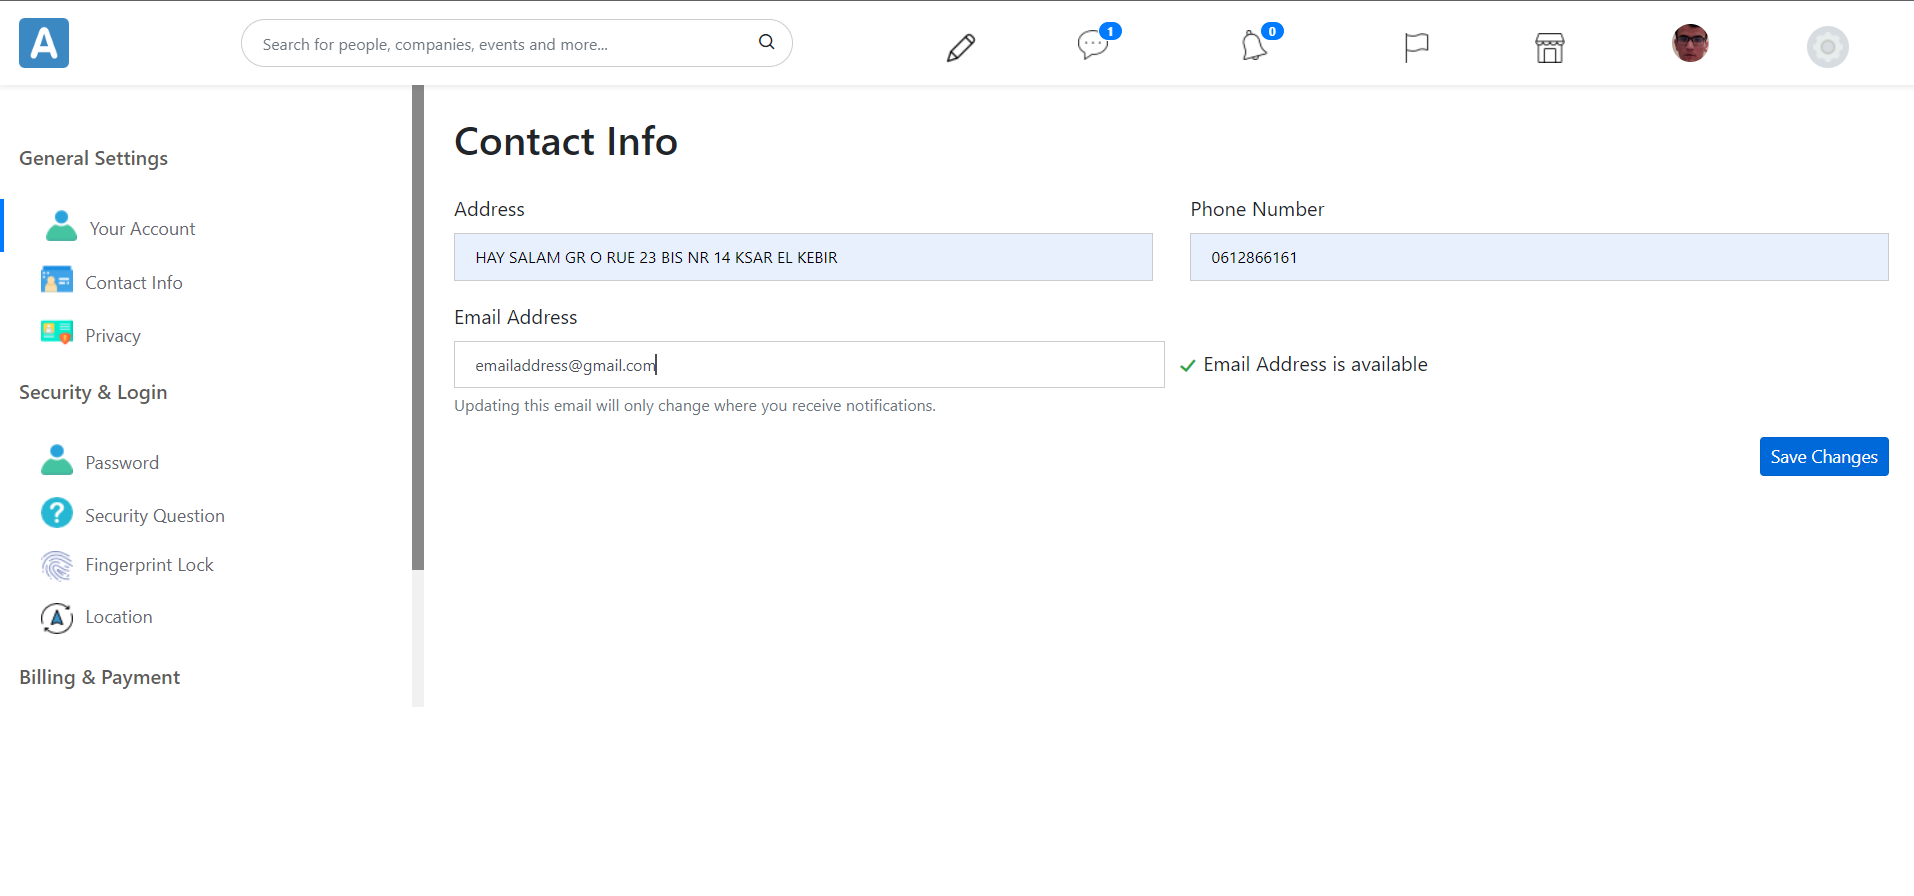 A
Search for people, companies, events and more...
1
0
General Settings
Your Account
Contact Info
Privacy
Security & Login
Password
?
Security Question
Fingerprint Lock
A
Location
Billing & Payment
Contact Info
Address
Phone Number
HAY SALAM GR O RUE 23 BIS NR 14 KSAR EL KEBIR
0612866161
Email Address
emailaddress@gmail.com
Email Address is available
Updating this email will only change where you receive notifications.
Save Changes